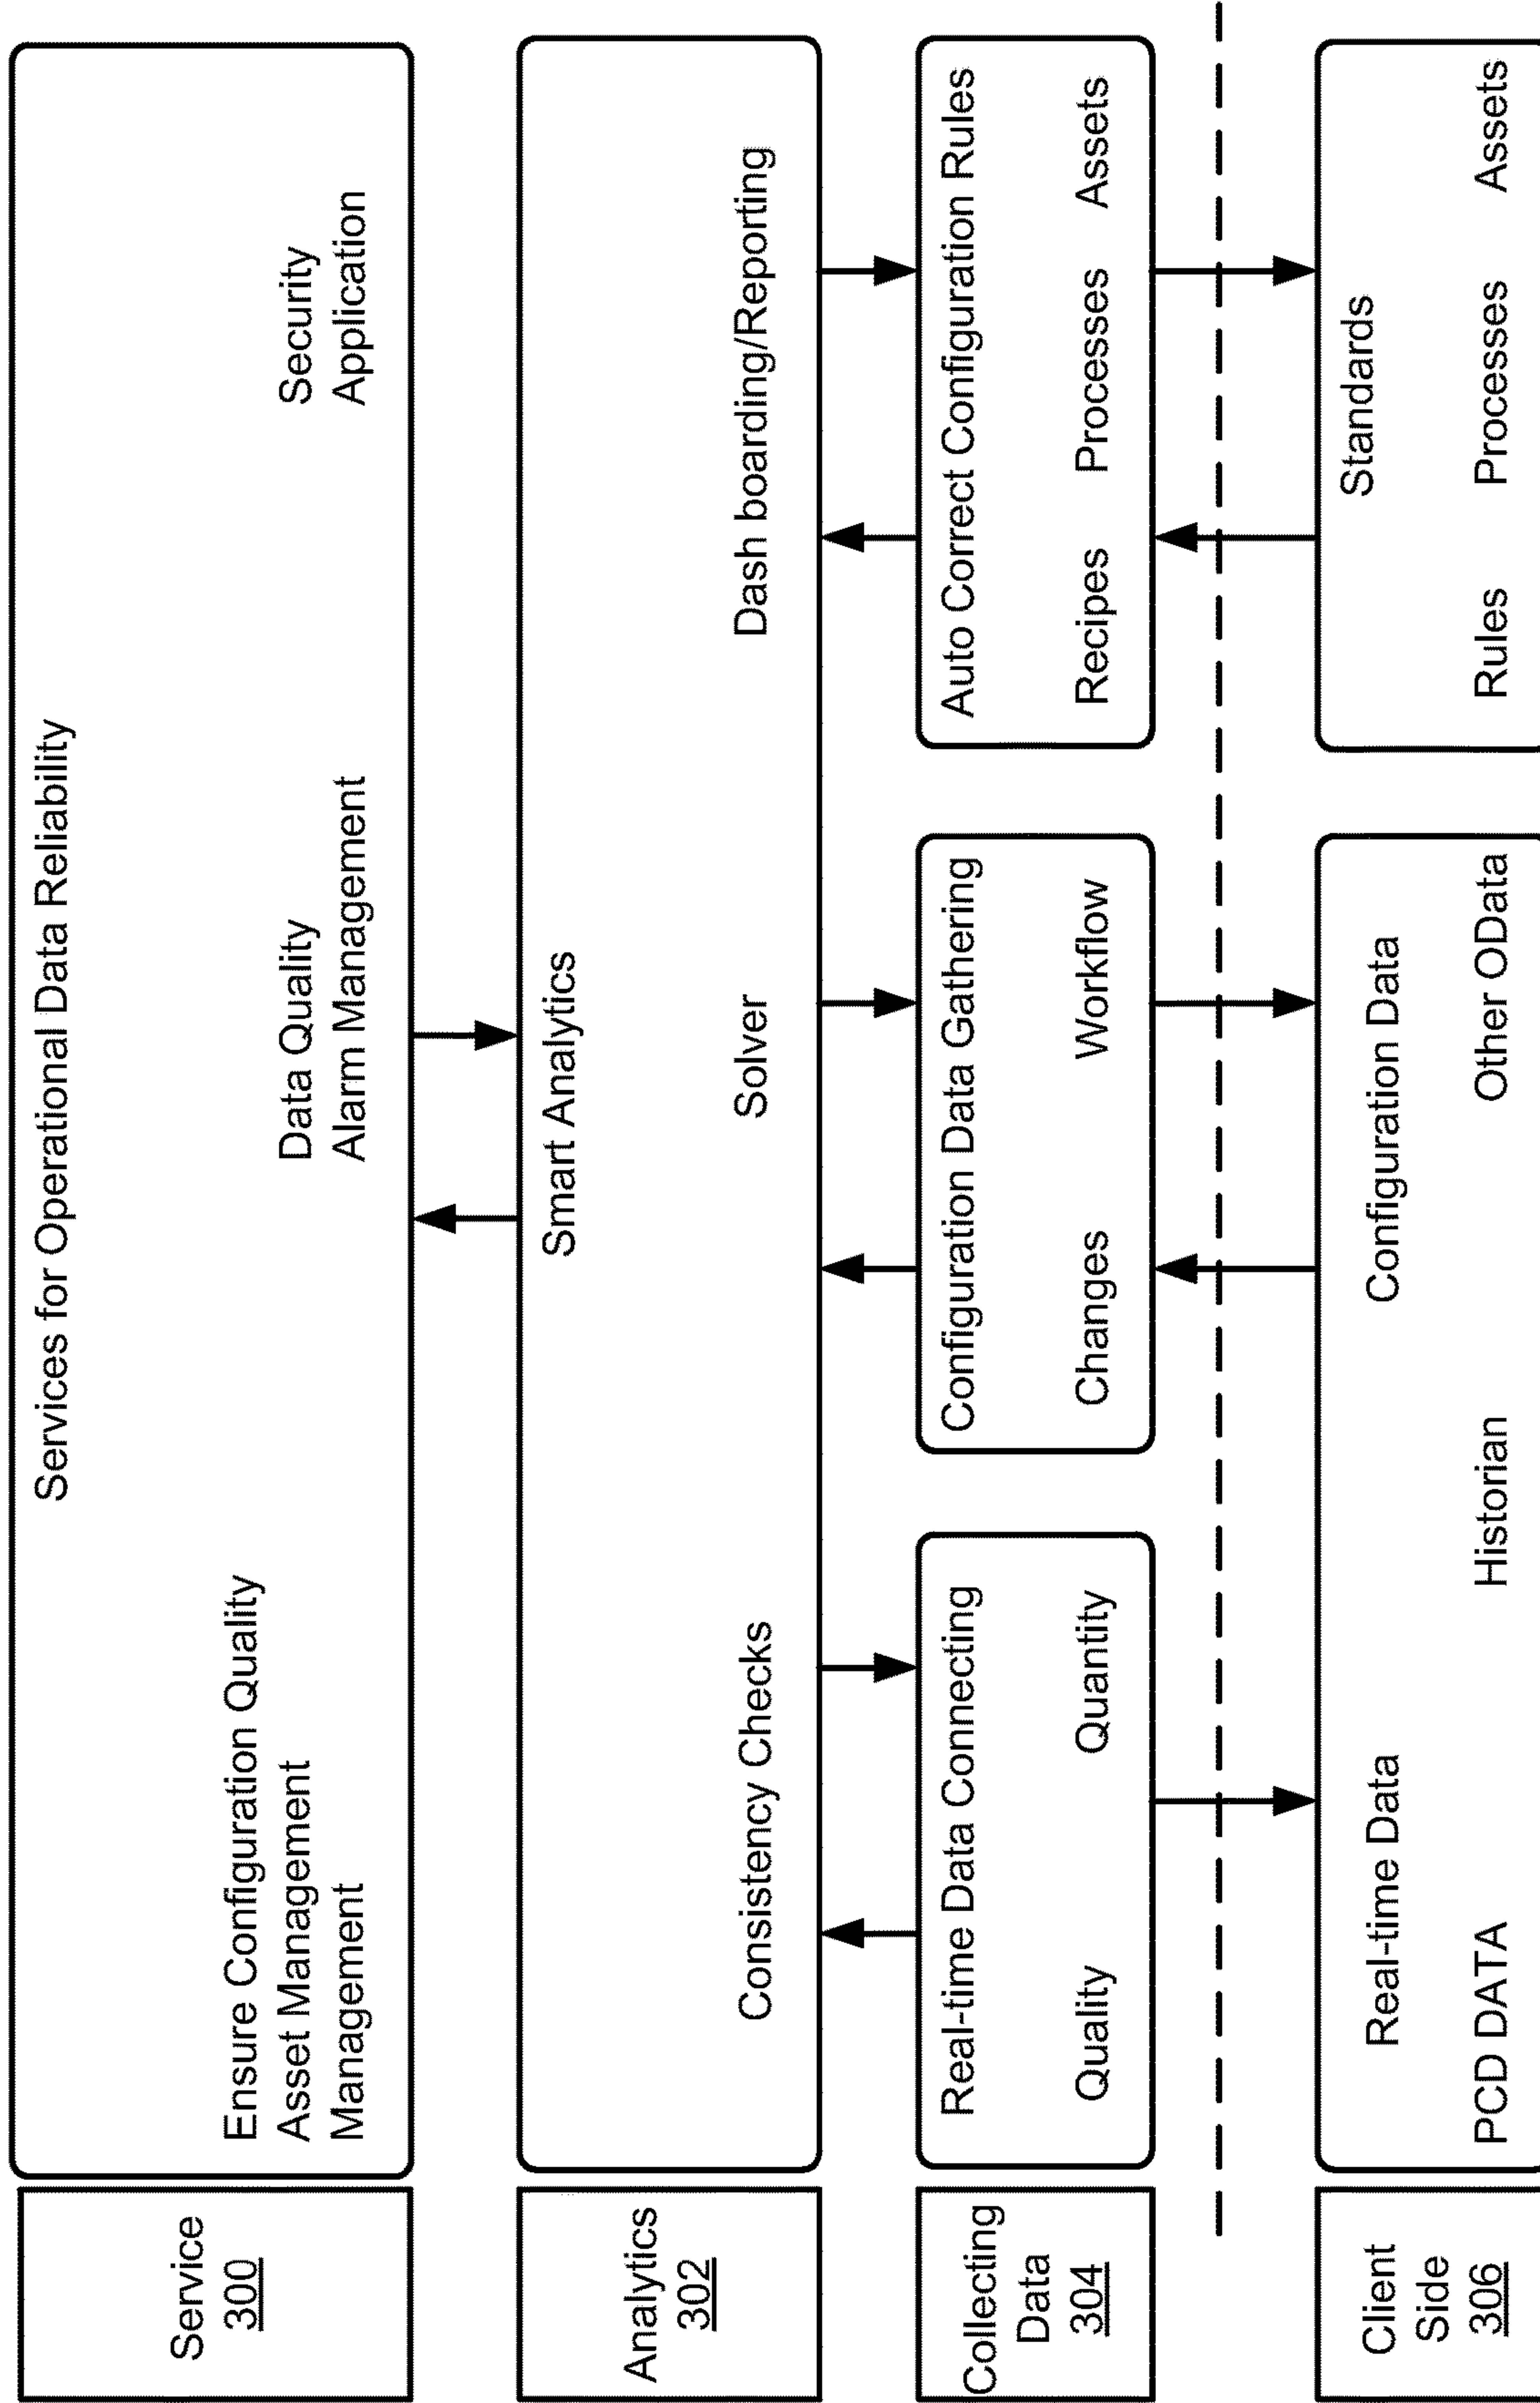 Service
300
Services for Operational Data Reliability
Ensure Configuration Quality
Asset Management
Management
Data Quality
Alarm Management
Security
Application
Analytics
302
Smart Analytics
Consistency Checks
Solver
Dash boarding/Reporting
Collecting
Data
304
Real-time Data Connecting
Quality
Quantity
Configuration Data Gathering
Changes
Workflow
Auto Correct Configuration Rules
Recipes
Processes
Assets
Client
Side
306
Real-time Data
Configuration Data
PCD DATA
Historian
Other OData
Standards
Rules
Processes
Assets